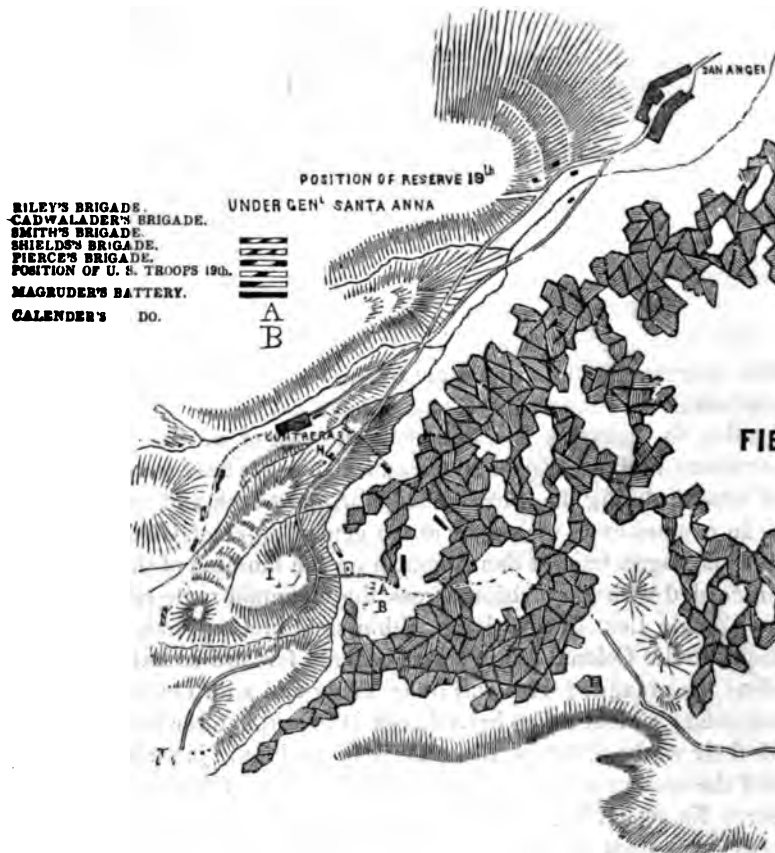 SAN ANGEL
POSITION OF RESERVE 19th
UNDER GENL SANTA ANNA
RILEY'S BRIGADE.
CADWALADER'S BRIGADE.
SMITH'S BRIGADE.
SHIELDS'S BRIGADE.
PIERCE'S BRIGADE.
POSITION OF U. S. TROOPS 19th.
MAGRUDER'S BATTERY. A
CALENDER'S DO. B
CONTRERAS
FIE
I
A
B